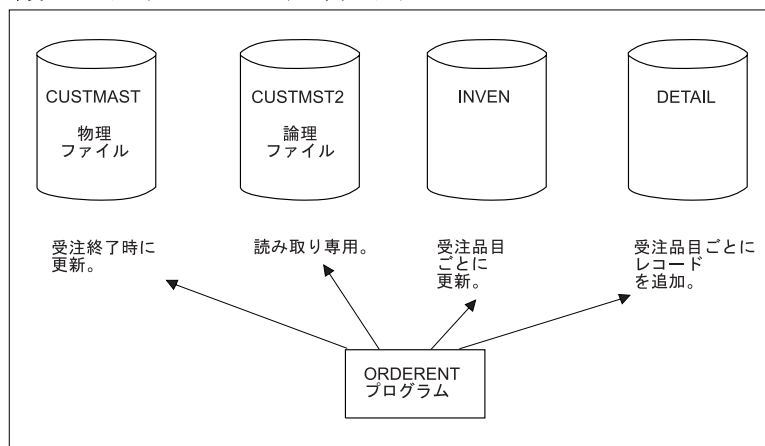 CUSTMAST
物理
ファイル
CUSTMST2
論理
ファイル
INVEN
DETAIL
受注終了時に
更新。
読み取り専用。
受注品目
ごとに
更新。
受注品目ごとに
レコード
を追加。
ORDERENT
プログラム